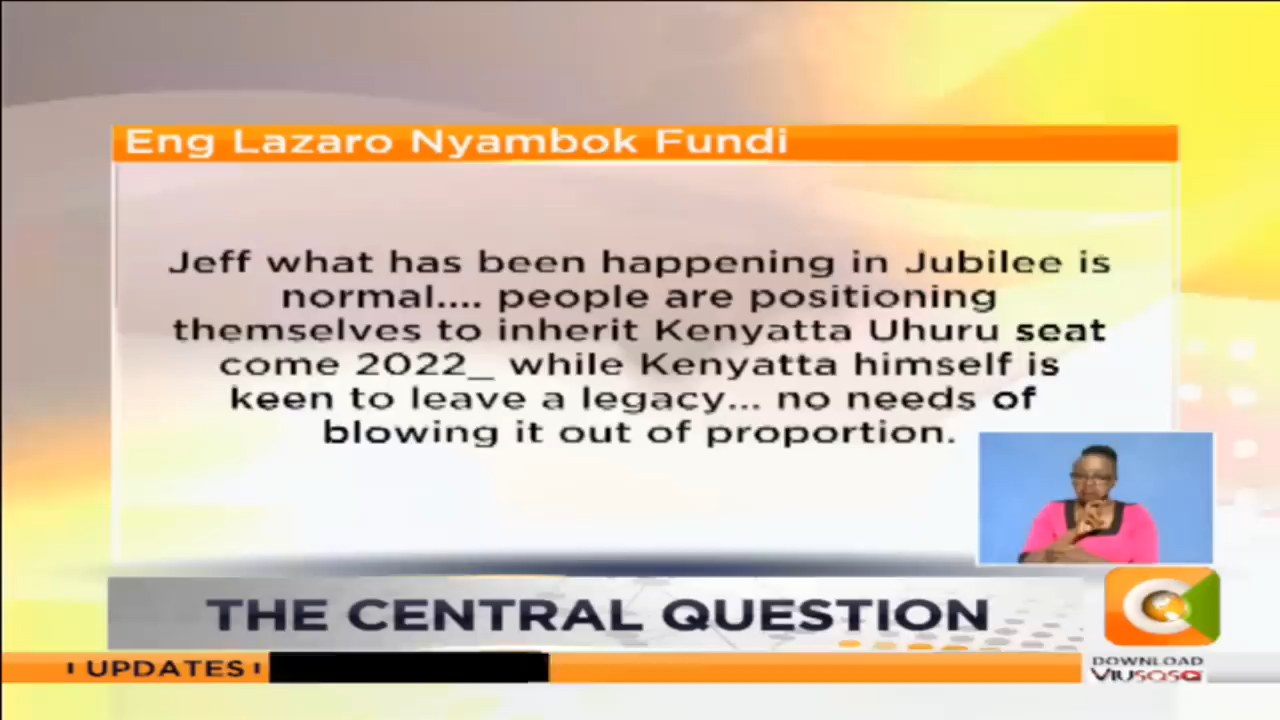 Eng Lazaro Nyambok Fundi
Jeff what has been happening in Jubilee is
normal.... people are positioning
themselves to inherit Kenyatta Uhuru seat
come 2022_ while Kenyatta himself is
keen to leave a legacy... no needs of
blowing it out of proportion.
THE CENTRAL QUESTION
UPDATES
DOWNLOAD
VIUSASA